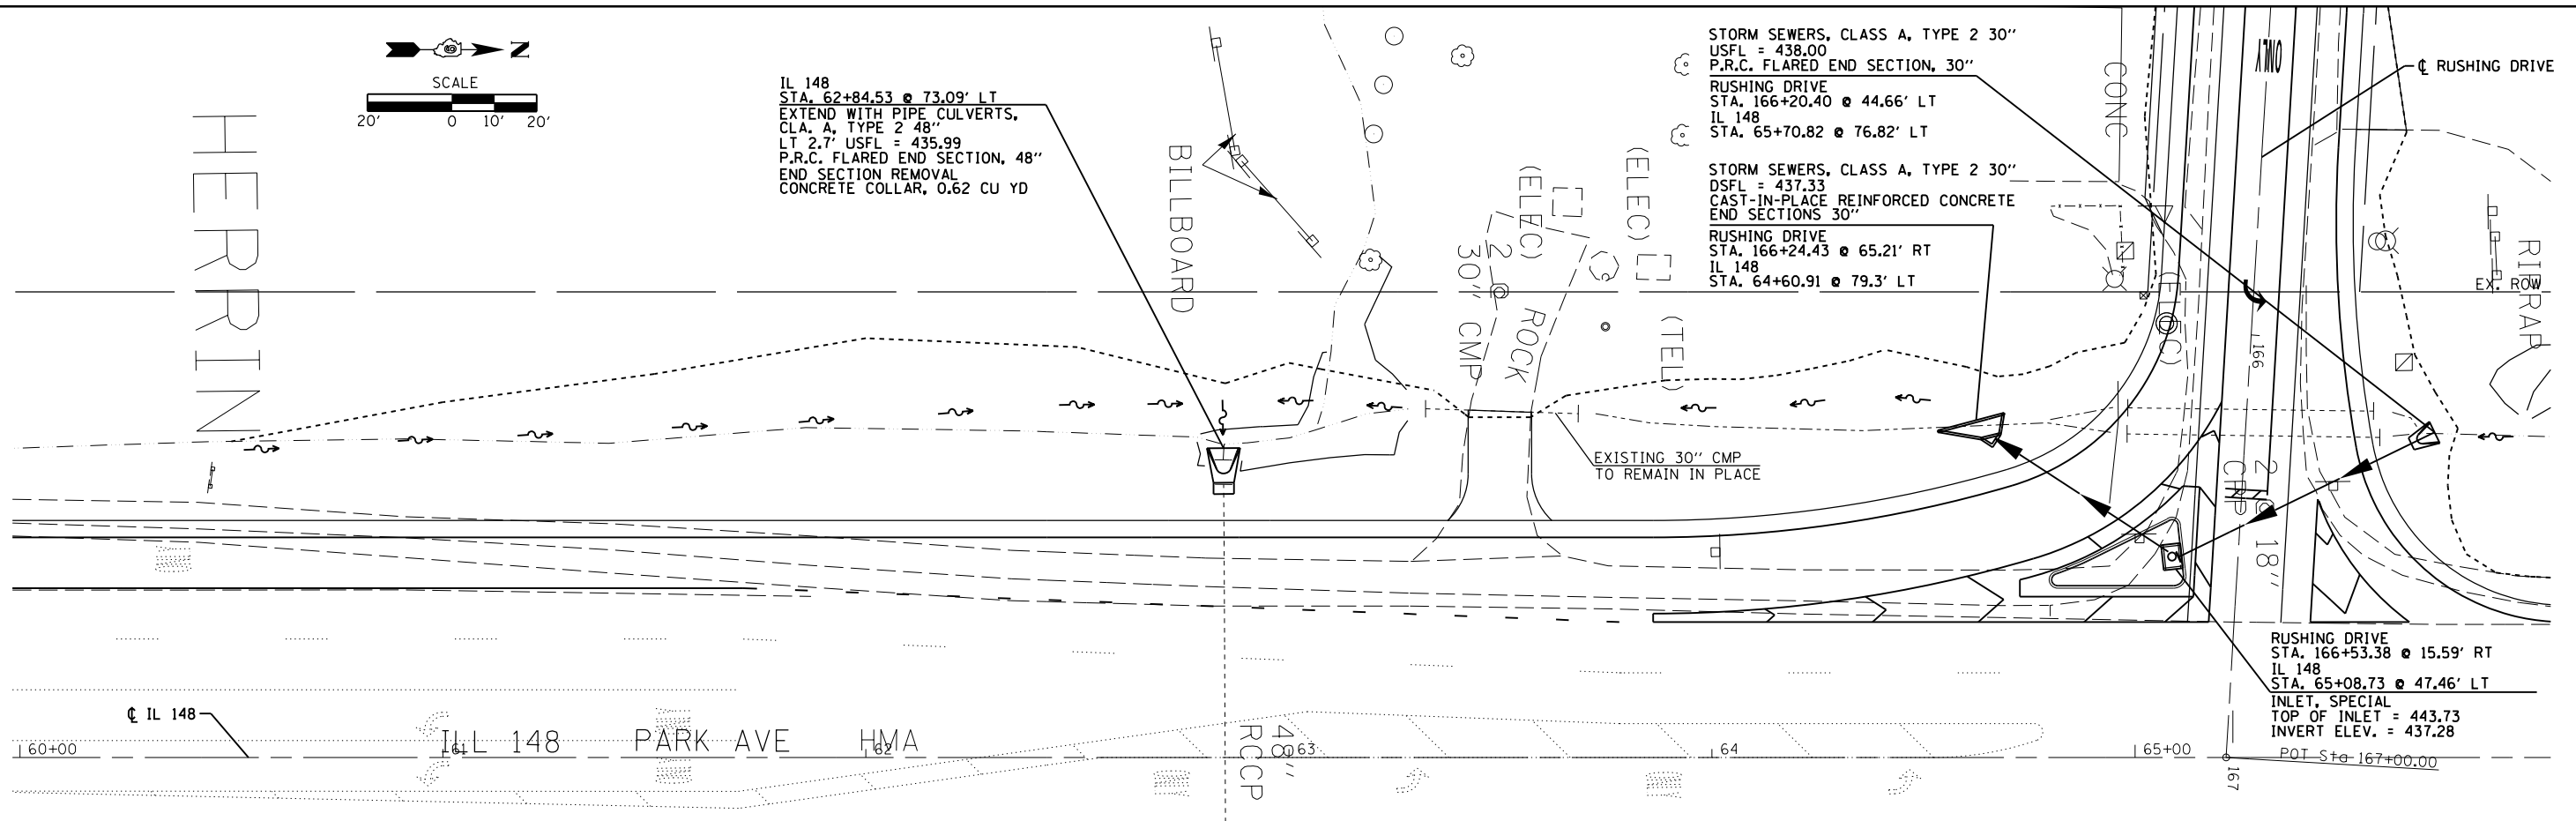 N
SCALE
20' 0 10' 20'
HERRIN
IL 148
STA. 62+84.53 @ 73.09' LT
EXTEND WITH PIPE CULVERTS,
CLA. A, TYPE 2 48''
LT 2.7' USFL = 435.99
P.R.C. FLARED END SECTION, 48''
END SECTION REMOVAL
CONCRETE COLLAR, 0.62 CU YD
BILLBOARD
STORM SEWERS, CLASS A, TYPE 2 30''
USFL = 438.00
P.R.C. FLARED END SECTION, 30''
RUSHING DRIVE
STA. 166+20.40 @ 44.66' LT
IL 148
STA. 65+70.82 @ 76.82' LT
STORM SEWERS, CLASS A, TYPE 2 30''
DSFL = 437.33
CAST-IN-PLACE REINFORCED CONCRETE
END SECTIONS 30''
RUSHING DRIVE
STA. 166+24.43 @ 65.21' RT
IL 148
STA. 64+60.91 @ 79.3' LT
(ELEC)
(ELEC)
2 @
30'' CMP
ROCK
(TEL)
CONC
ONLY
℄ RUSHING DRIVE
(ELEC)
166
EX. ROW
RIPRAP
EXISTING 30'' CMP
TO REMAIN IN PLACE
2 @ 18''
CMP
RUSHING DRIVE
STA. 166+53.38 @ 15.59' RT
IL 148
STA. 65+08.73 @ 47.46' LT
INLET, SPECIAL
TOP OF INLET = 443.73
INVERT ELEV. = 437.28
POT Sta 167+00.00
167
℄ IL 148
ILL 148 PARK AVE HMA
48''
RCCP
60+00 61 62 63 64 65+00